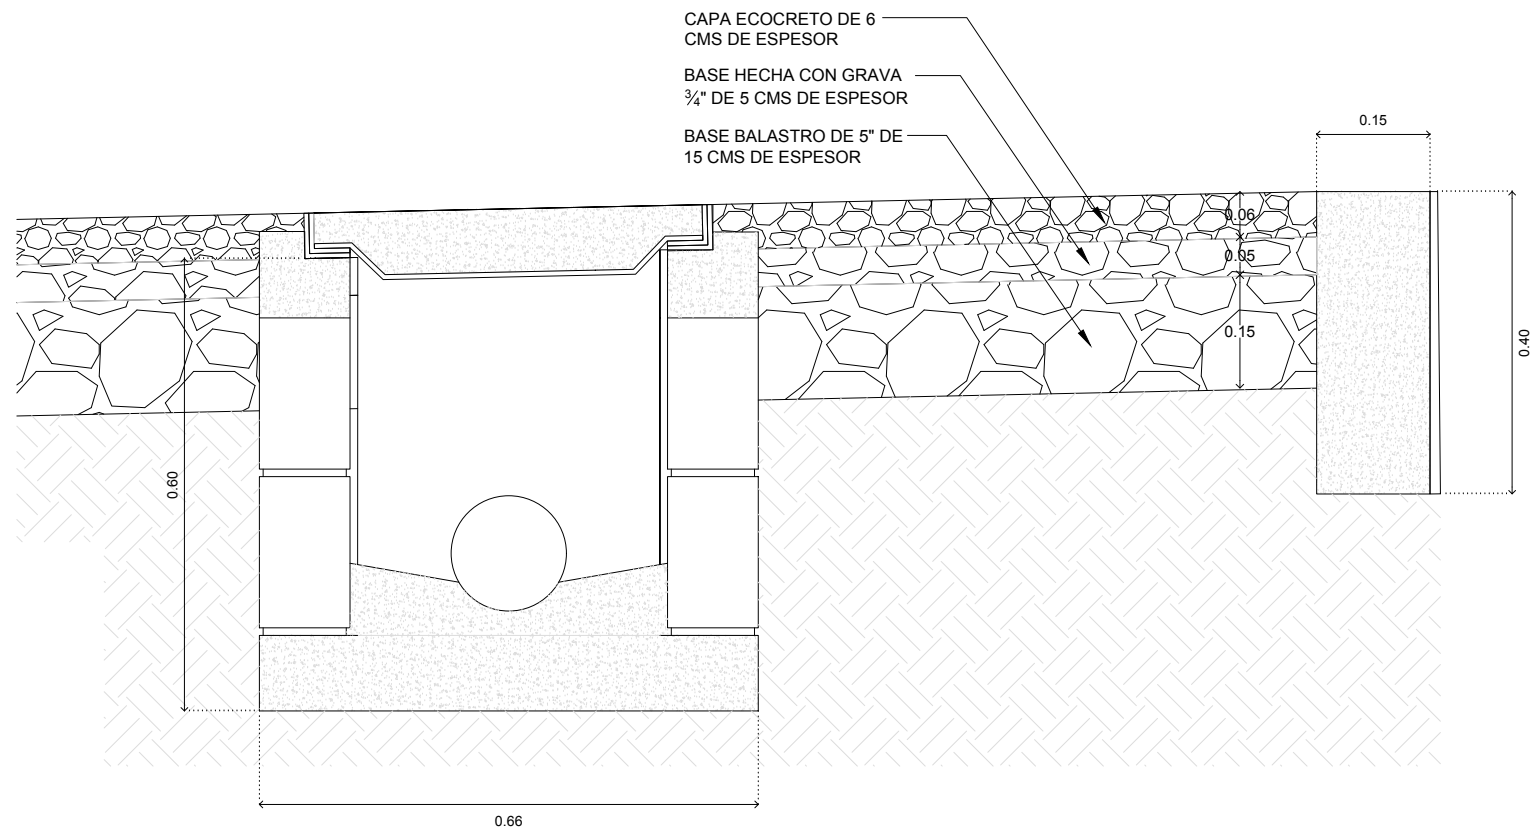 CAPA ECOCRETO DE 6
CMS DE ESPESOR
BASE HECHA CON GRAVA
¾" DE 5 CMS DE ESPESOR
BASE BALASTRO DE 5" DE
15 CMS DE ESPESOR
0.15
0.06
0.05
0.15
0.40
0.60
0.66